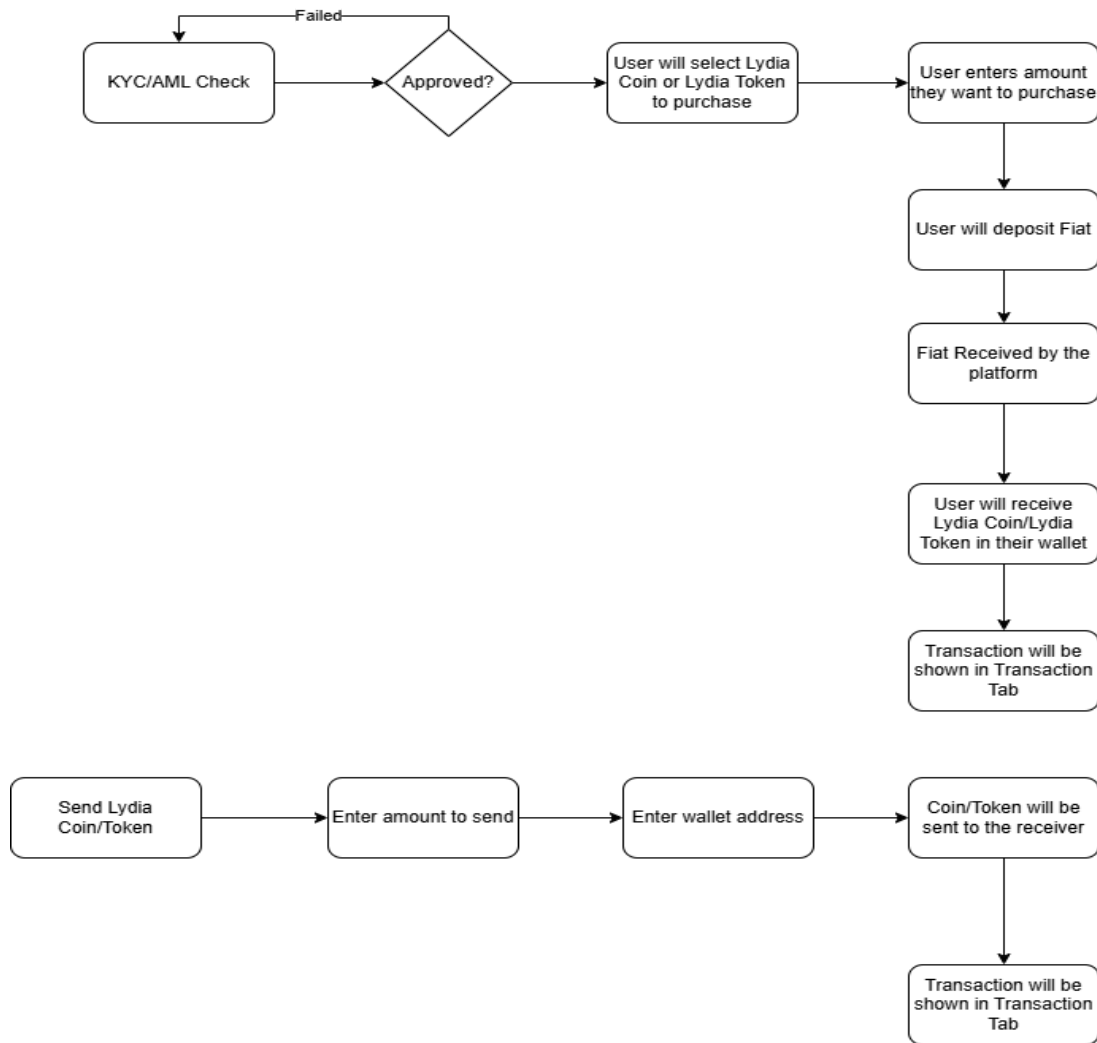 Failed
KYC/AML Check
Approved?
User will select Lydia
Coin or Lydia Token
to purchase
User enters amount
they want to purchase
User will deposit Fiat
Fiat Received by the
platform
User will receive
Lydia Coin/Lydia
Token in their wallet
Transaction will be
shown in Transaction
Tab
Send Lydia
Coin/Token
Enter amount to send
Enter wallet address
Coin/Token will be
sent to the receiver
Transaction will be
shown in Transaction
Tab